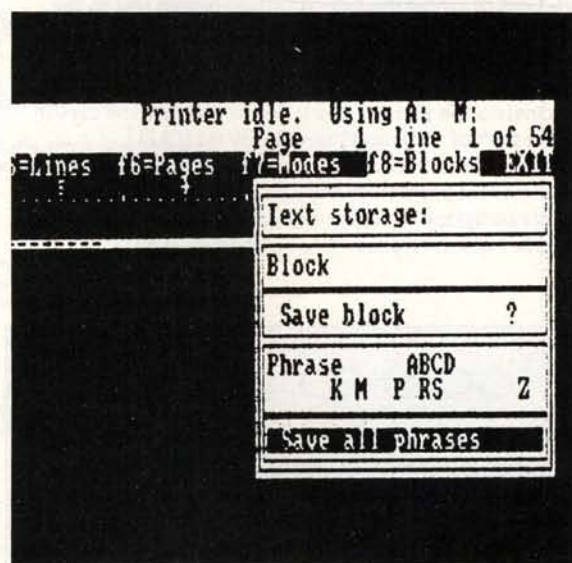 Printer idle. Using A: M:
Page 1 line 1 of 54
=Lines f6=Pages f7=Modes f8=Blocks EXIT
Text storage:
Block
Save block ?
Phrase ABCD
K M P RS Z
Save all phrases